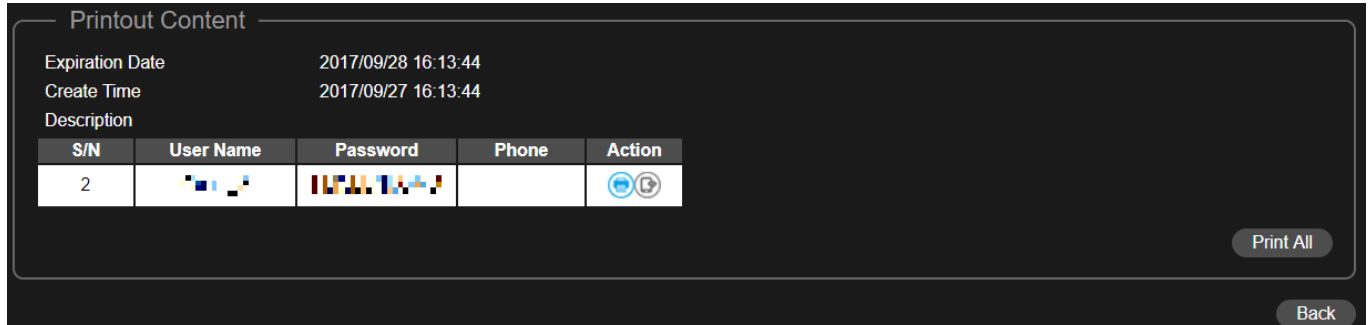 Printout Content
Expiration Date 2017/09/28 16:13:44
Create Time 2017/09/27 16:13:44
Description
S/N User Name Password Phone Action
2
Print All
Back